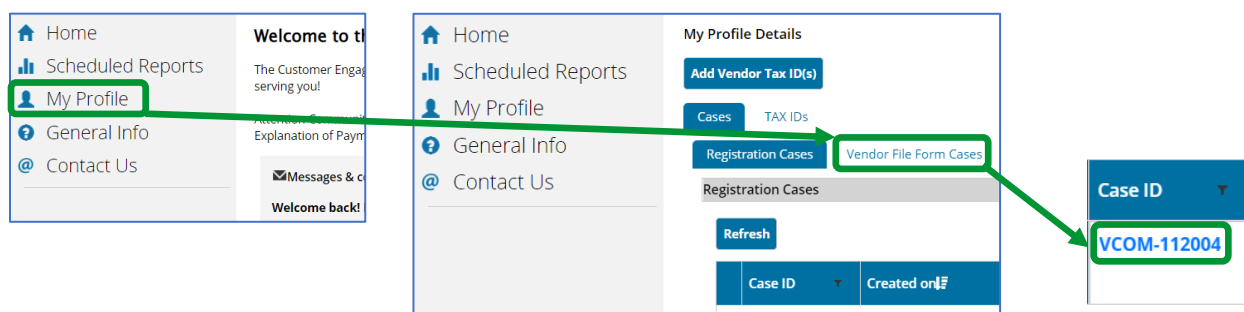 Home
Scheduled Reports
My Profile
General Info
Contact Us
Welcome to th
The Customer Engag
serving you!
Explanation of Paym
Messages & c
Welcome back!
Home
Scheduled Reports
My Profile
General Info
Contact Us
My Profile Details
Add Vendor Tax ID(s)
Cases TAX IDs
Registration Cases Vendor File Form Cases
Registration Cases
Refresh
Case ID Created on
Case ID
VCOM-112004